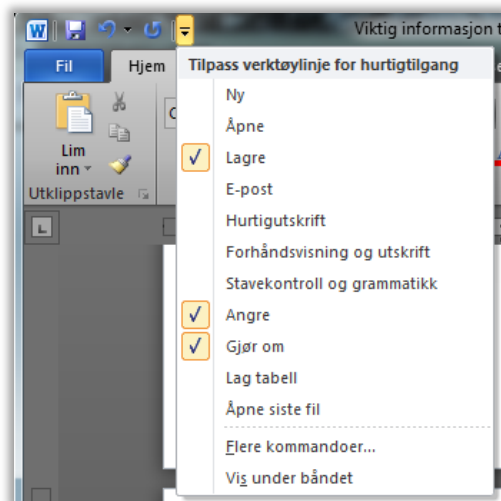 W
Viktig informasjon t
Fil
Hjem
Tilpass verktøylinje for hurtigtilgang
Ny
Åpne
Lagre
E-post
Hurtigutskrift
Forhåndsvisning og utskrift
Stavekontroll og grammatikk
Angre
Gjør om
Lag tabell
Åpne siste fil
Flere kommandoer...
Vis under båndet
Lim
inn
Utklippstavle